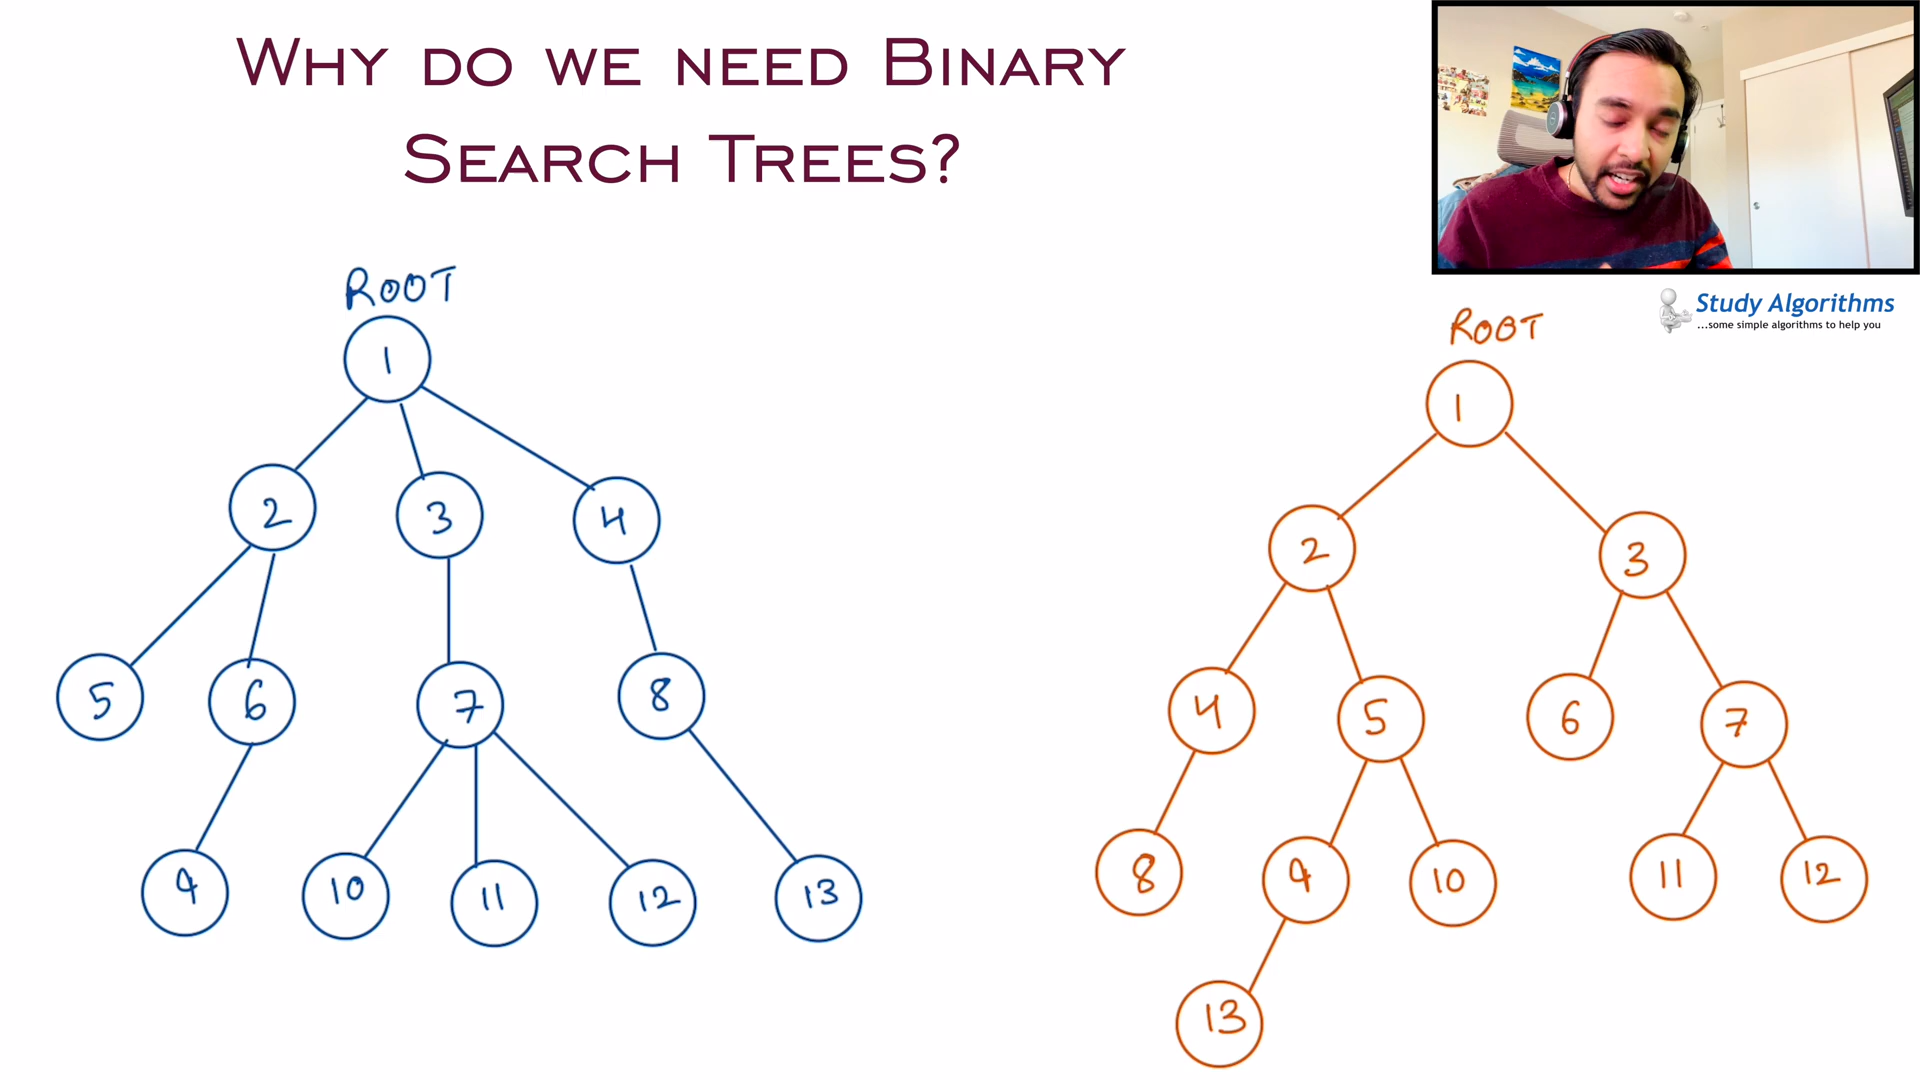 Why do we need Binary
Search Trees?
Study Algorithms
...some simple algorithms to help you
ROOT
1
2 3 4
5 6 7 8
9 10 11 12 13
ROOT
1
2 3
4 5 6 7
8 9 10 11 12
13